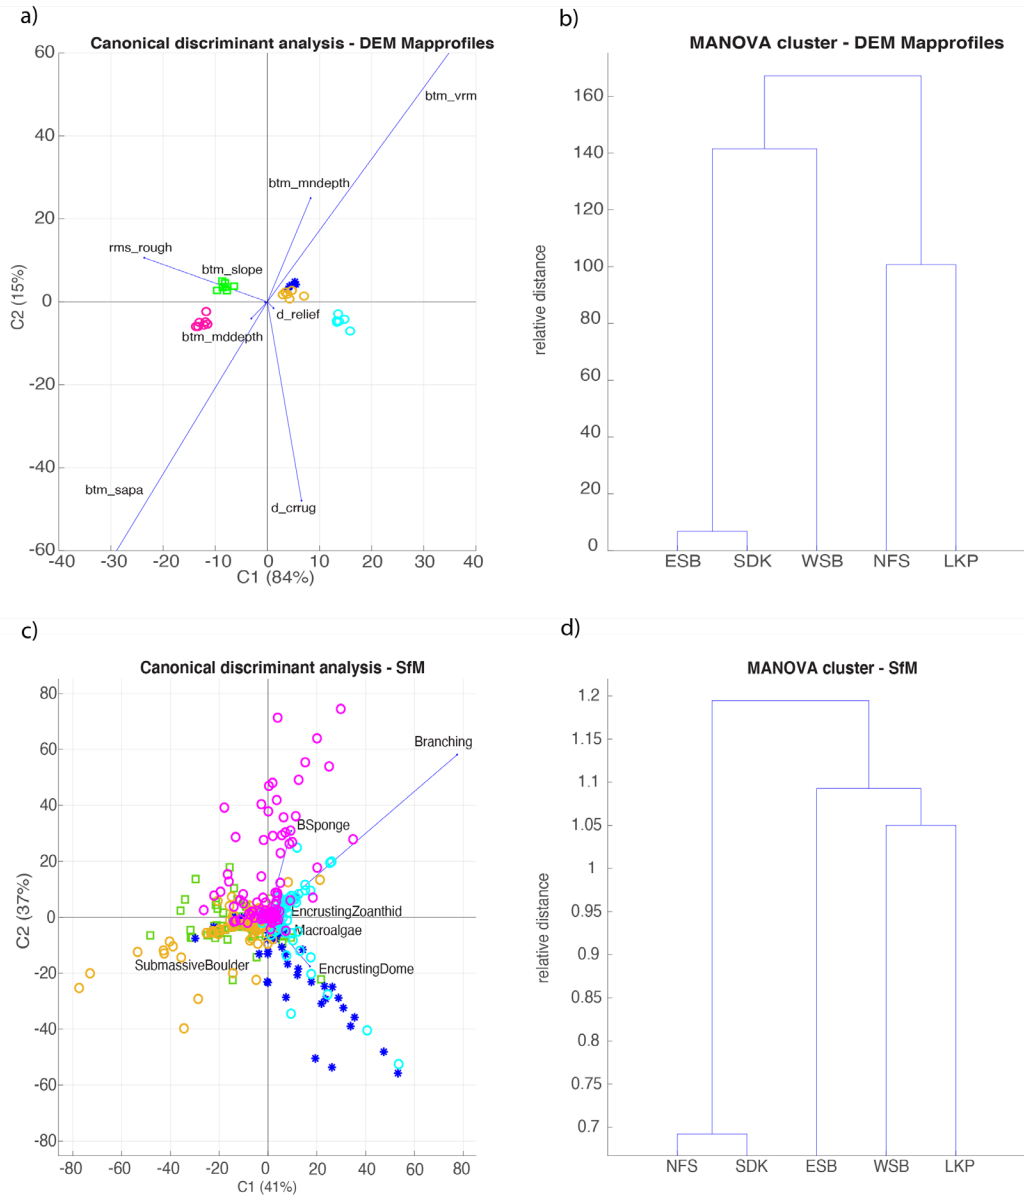 a)
Canonical discriminant analysis - DEM Mapprofiles
60
40
20
0
-20
-40
-60
C2 (15%)
btm_vrm
btm_mndepth
rms_rough
btm_slope
d_relief
btm_mddepth
btm_sapa
d_crrug
-40 -30 -20 -10 0 10 20 30 40
C1 (84%)
b)
MANOVA cluster - DEM Mapprofiles
160
140
120
100
80
60
40
20
0
relative distance
ESB SDK WSB NFS LKP
c)
Canonical discriminant analysis - SfM
80
60
40
20
0
-20
-40
-60
-80
C2 (37%)
Branching
BSponge
EncrustingZoanthid
Macroalgae
SubmassiveBoulder
EncrustingDome
-80 -60 -40 -20 0 20 40 60 80
C1 (41%)
d)
MANOVA cluster - SfM
1.2
1.15
1.1
1.05
1
0.95
0.9
0.85
0.8
0.75
0.7
relative distance
NFS SDK ESB WSB LKP